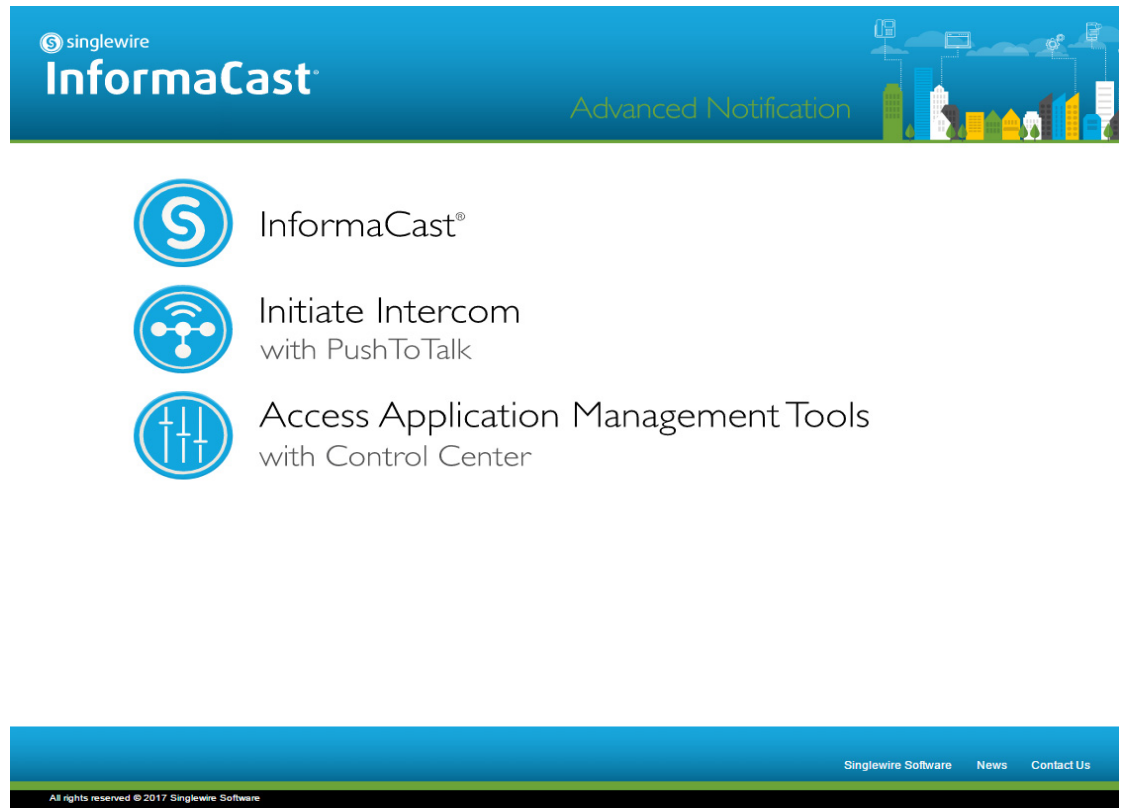 singlewire
InformaCast®
Advanced Notification
InformaCast®
Initiate Intercom
with PushToTalk
Access Application Management Tools
with Control Center
Singlewire Software News Contact Us
All rights reserved © 2017 Singlewire Software